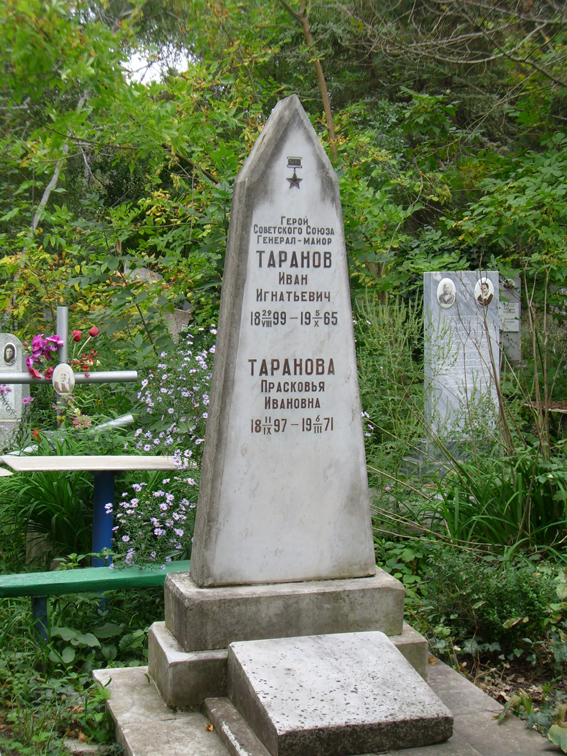 Герой
Советского Союза
Генерал-майор
ТАРАНОВ
Иван
Игнатьевич
18 29/VIII 99 – 19 5/X 65
ТАРАНОВА
Прасковья
Ивановна
18 11/IX 97 – 19 6/III 71